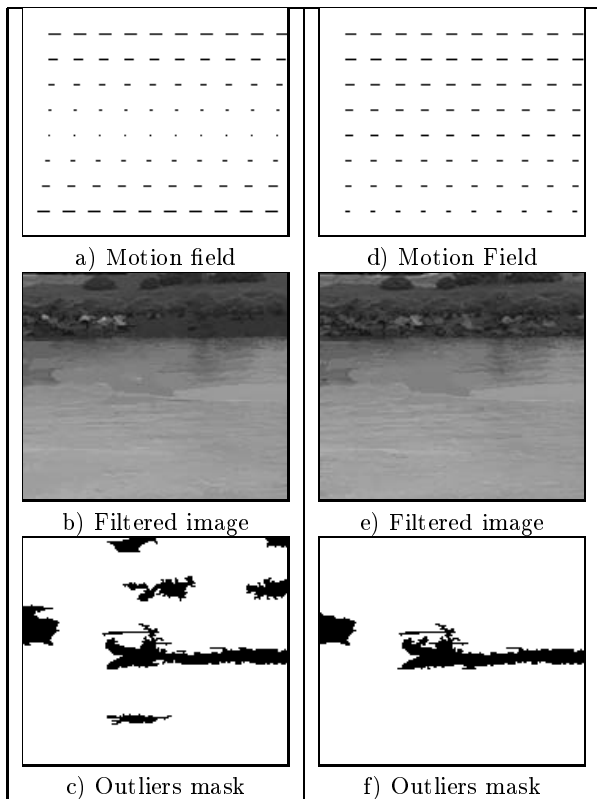 a) Motion field
d) Motion Field
b) Filtered image
e) Filtered image
c) Outliers mask
f) Outliers mask